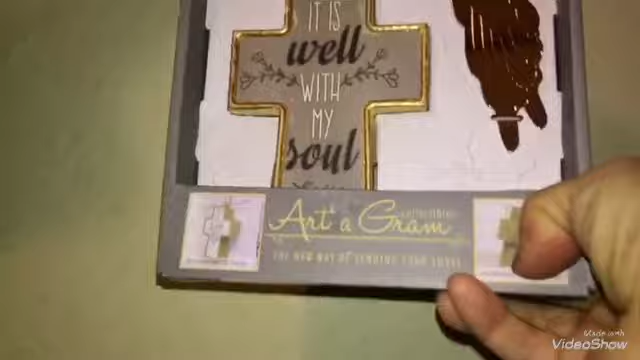 IT IS
well
WITH
MY
soul
Art a Gram
THE NEW WAY OF SENDING YOUR LOVE
Made with
VideoShow